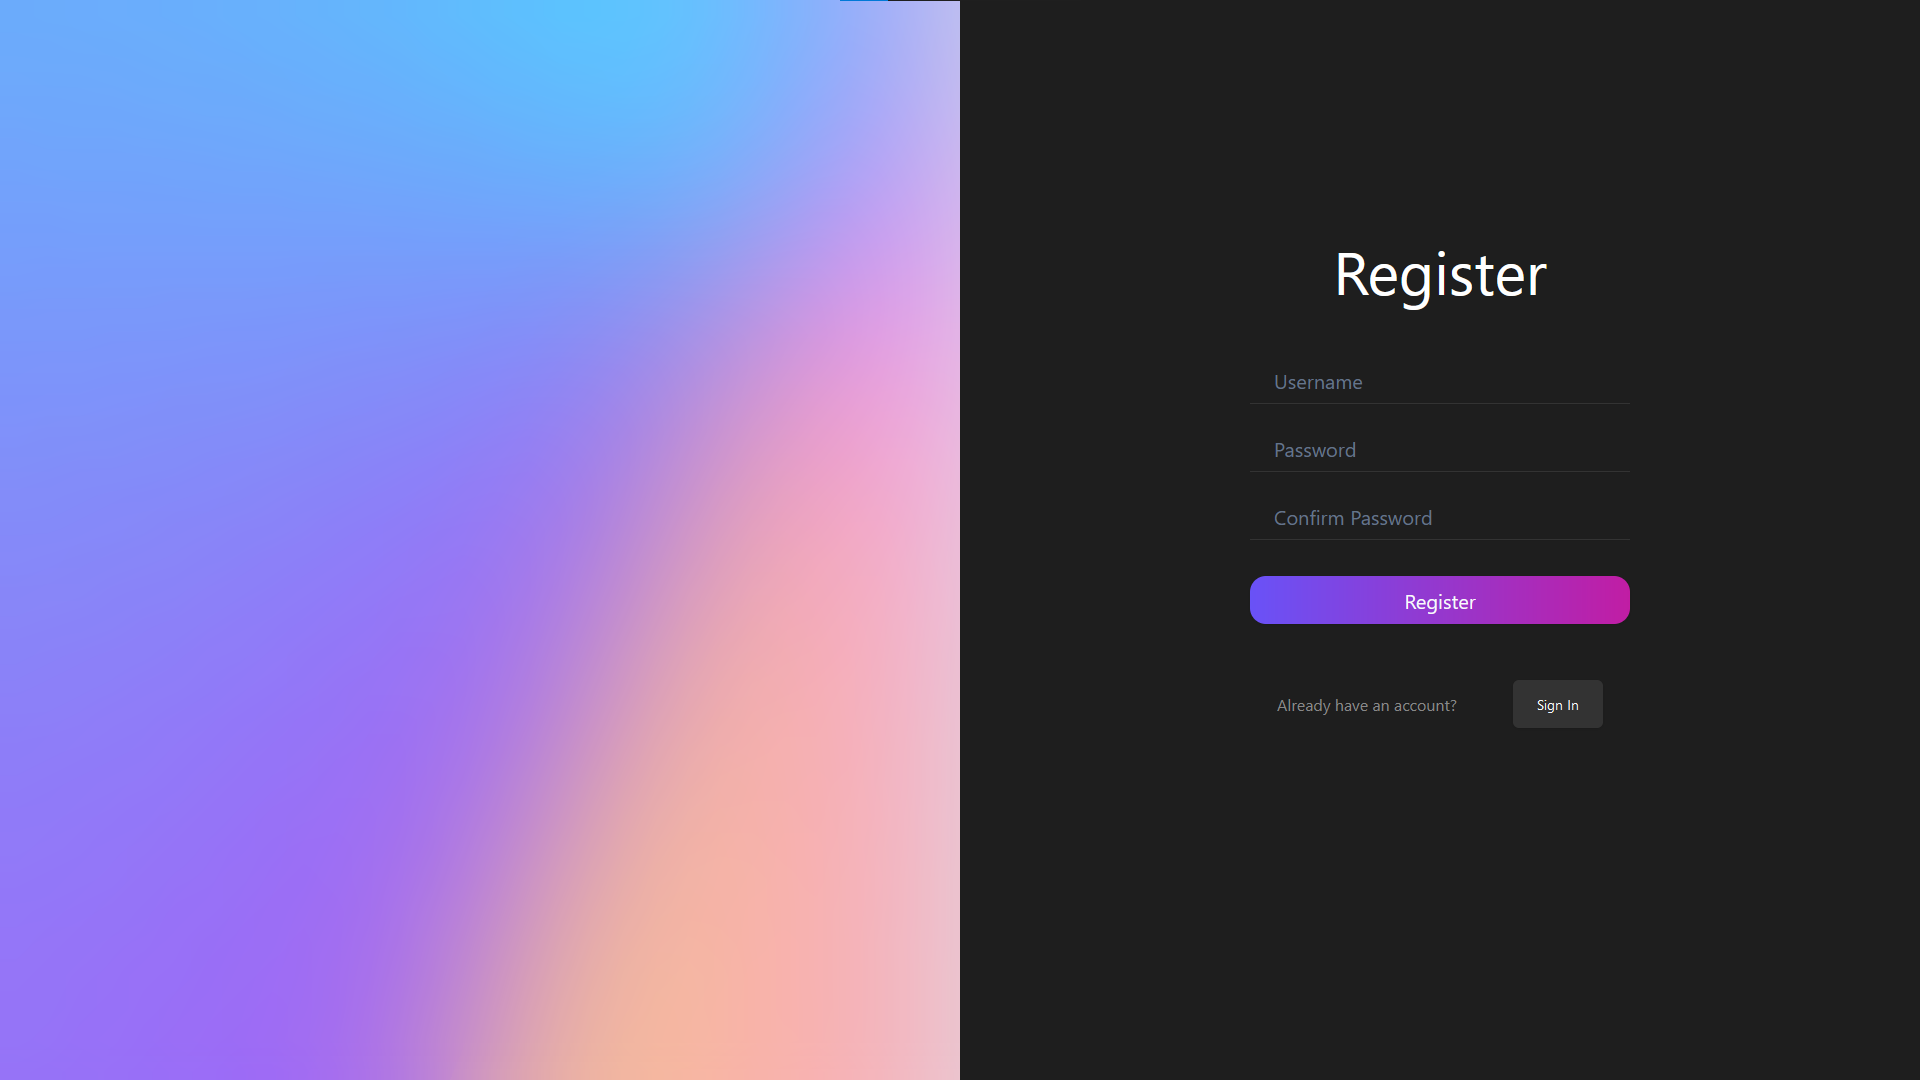 Register
Username
Password
Confirm Password
Register
Already have an account?
Sign In